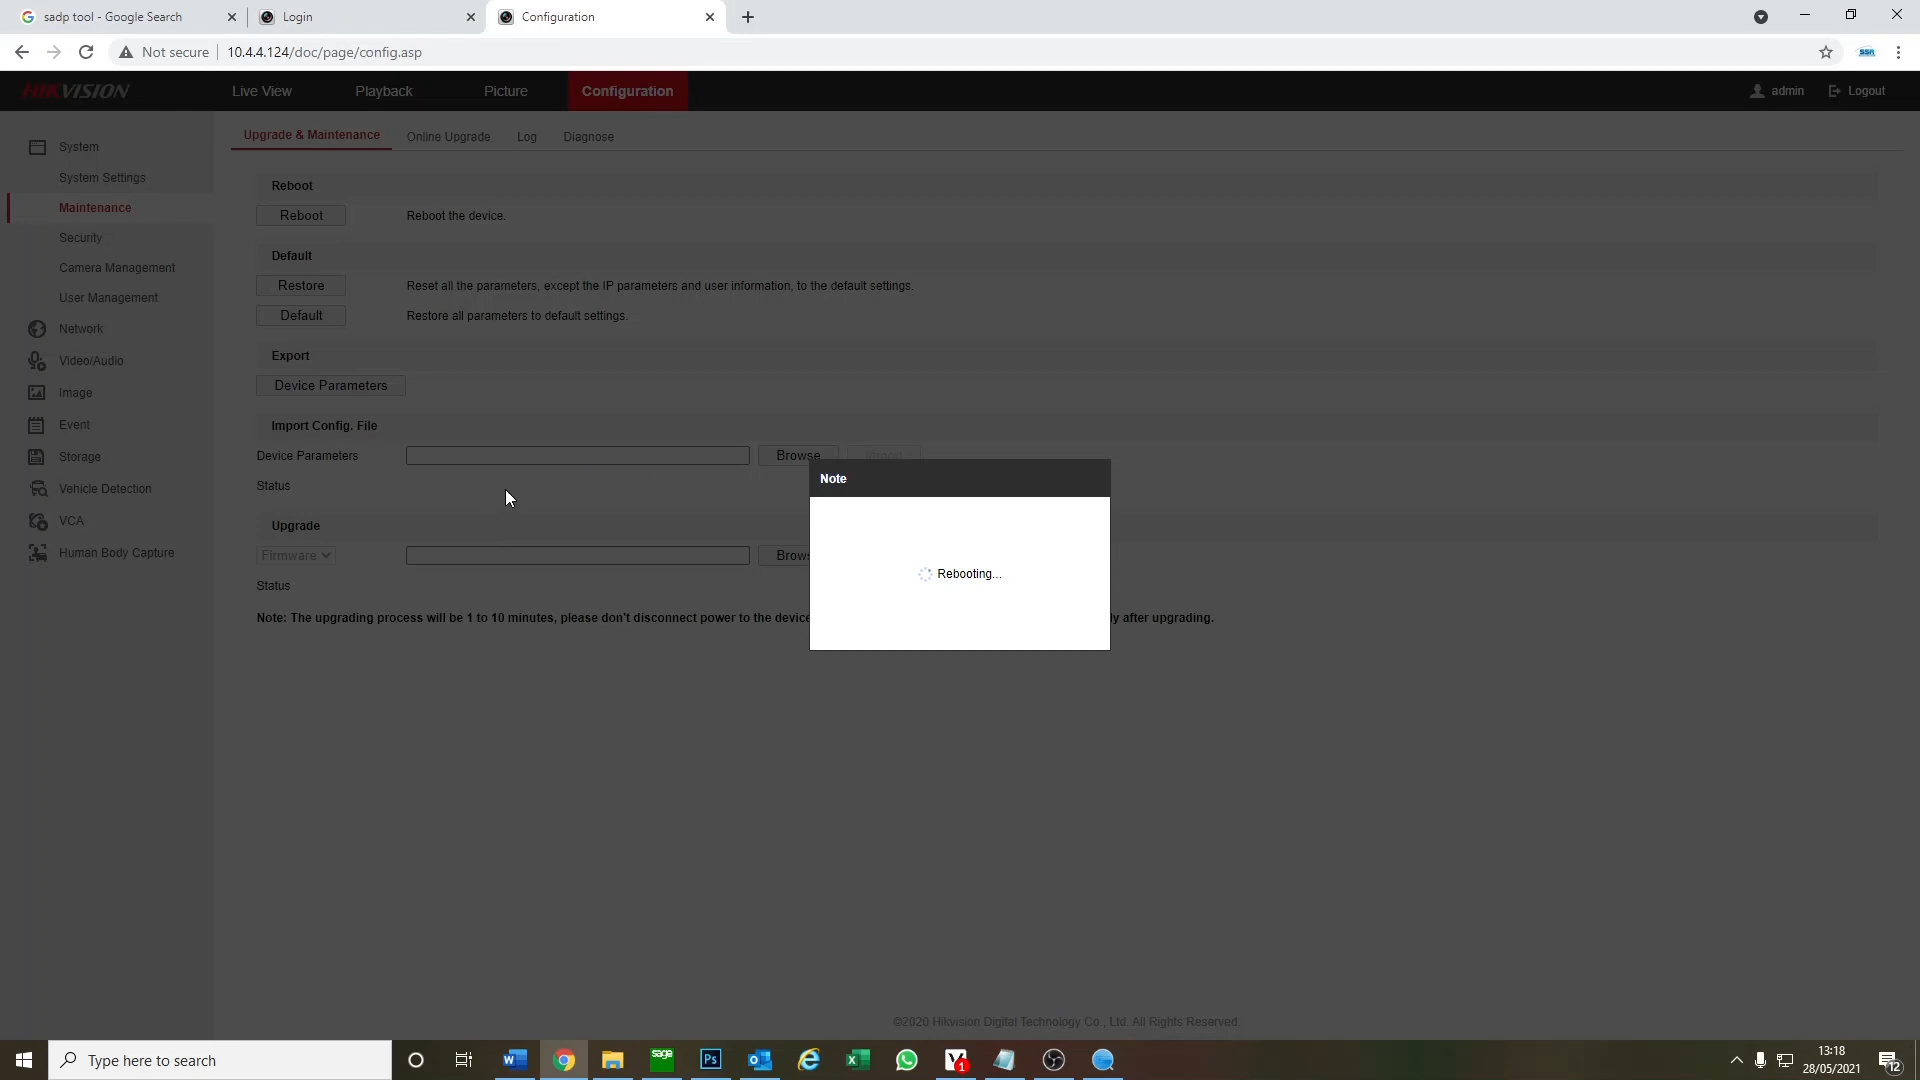 sadp tool - Google Search
Login
Configuration
Not secure
10.4.4.124/doc/page/config.asp
SSA
HIKVISION
Live View
Playback
Picture
Configuration
admin
Logout
Upgrade & Maintenance
Online Upgrade
Log
Diagnose
System
System Settings
Maintenance
Security
Camera Management
User Management
Network
Video/Audio
Image
Event
Storage
Vehicle Detection
VCA
Human Body Capture
Reboot
Reboot
Reboot the device.
Default
Restore
Reset all the parameters, except the IP parameters and user information, to the default settings.
Default
Restore all parameters to default settings.
Export
Device Parameters
Import Config. File
Device Parameters
Browse
Status
Upgrade
Firmware
Brows
Status
Note: The upgrading process will be 1 to 10 minutes, please don't disconnect power to the device
ly after upgrading.
Note
Rebooting...
©2020 Hikvision Digital Technology Co., Ltd. All Rights Reserved.
Type here to search
sage
Ps
1
13:18
28/05/2021
12